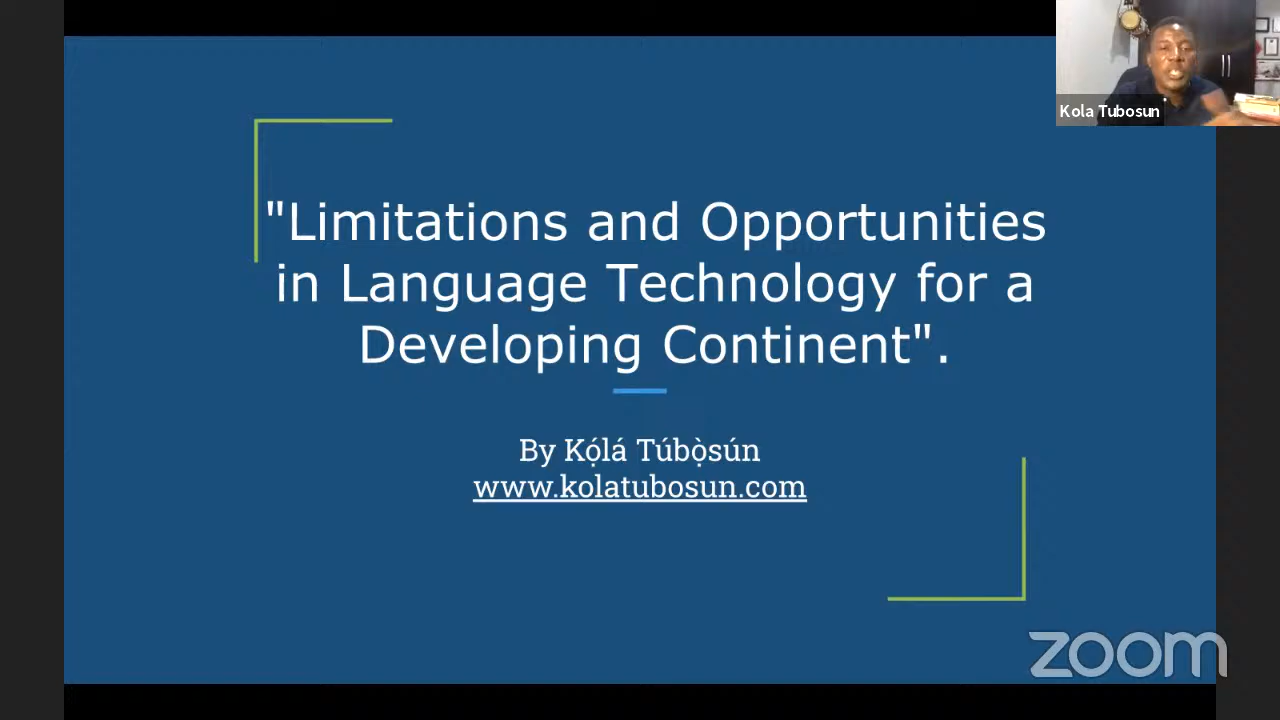 Kola Tubosun
"Limitations and Opportunities
in Language Technology for a
Developing Continent".
By Kọ́lá Túbọ̀sún
www.kolatubosun.com
zoom